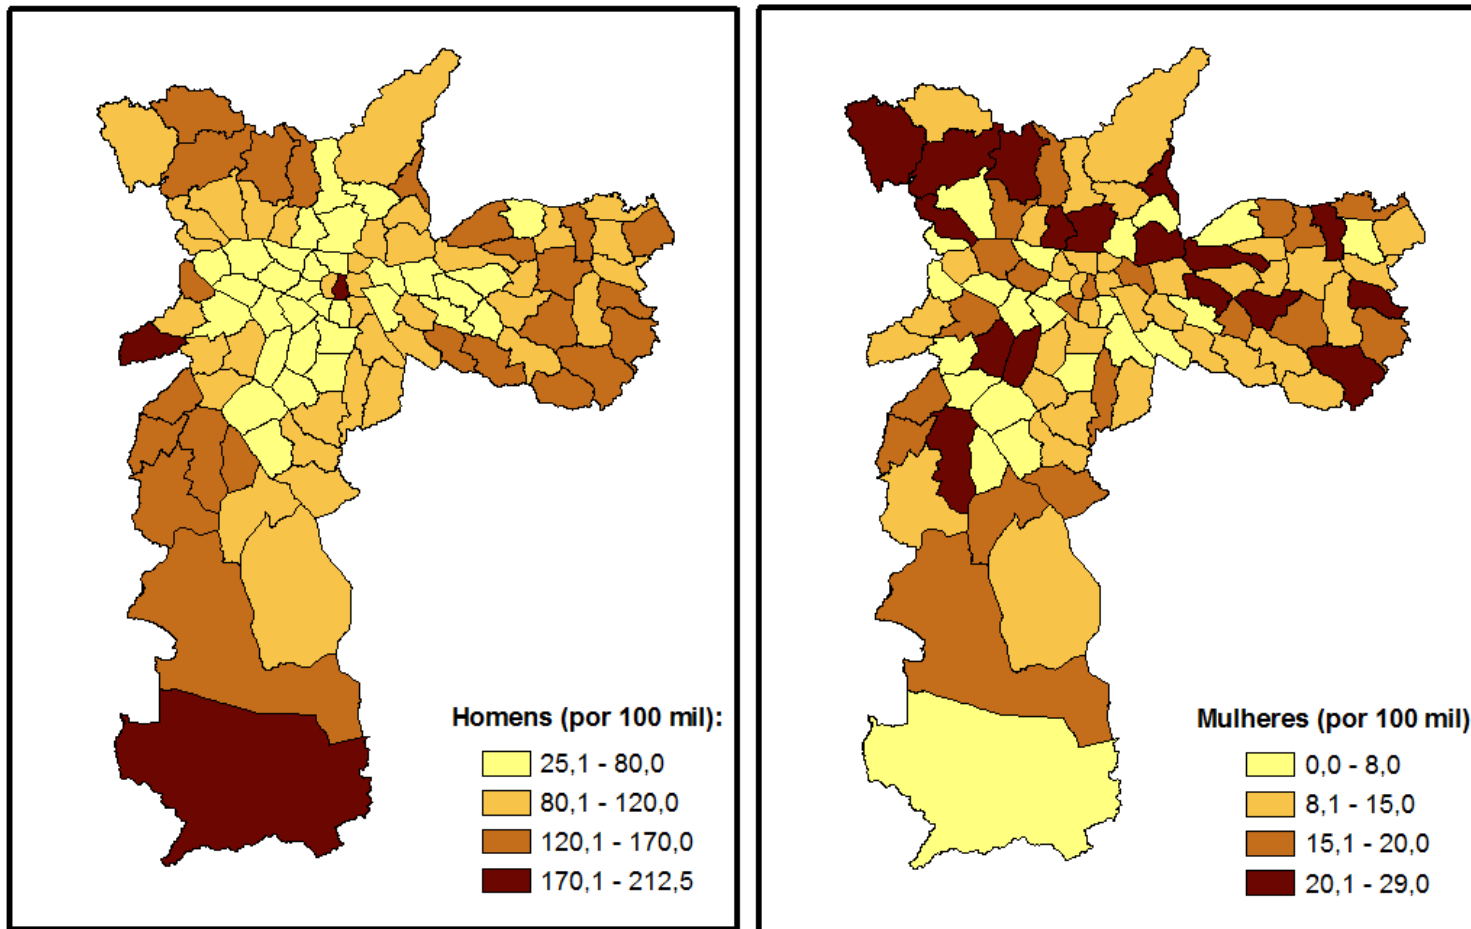 Homens (por 100 mil):
25,1 - 80,0
80,1 - 120,0
120,1 - 170,0
170,1 - 212,5
Mulheres (por 100 mil)
0,0 - 8,0
8,1 - 15,0
15,1 - 20,0
20,1 - 29,0